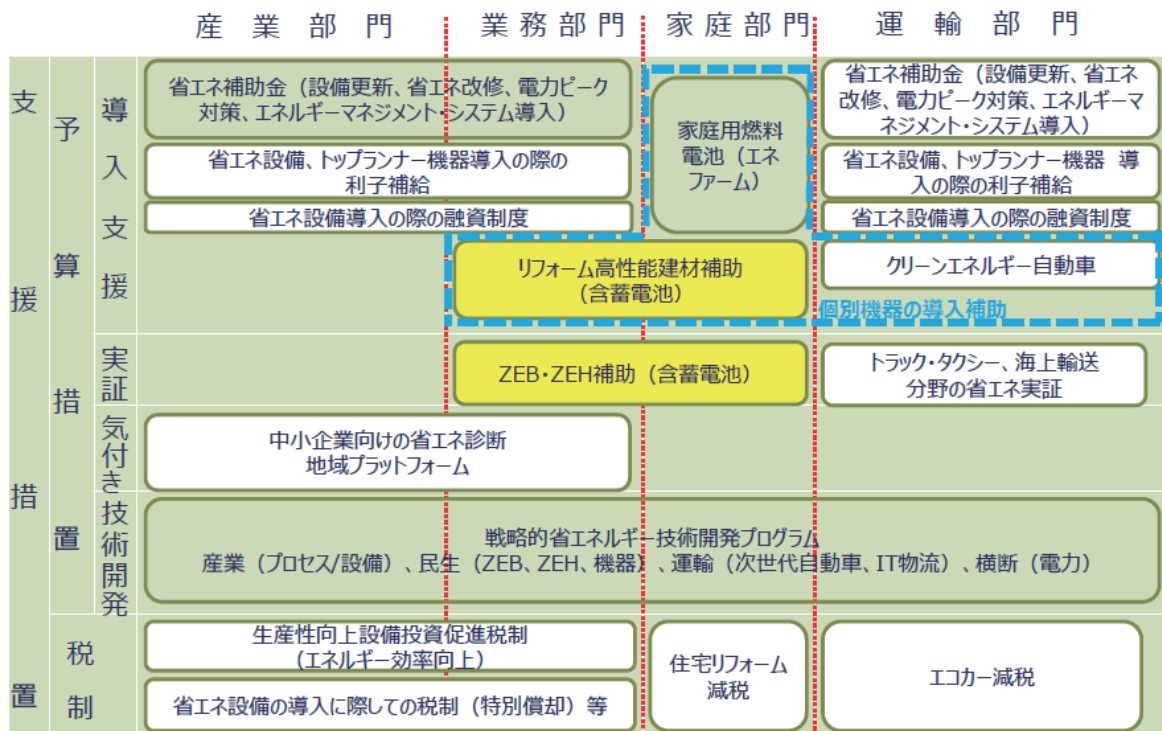 産業部門
業務部門
家庭部門
運輸部門
支援措置
予算措置
導入支援
省エネ補助金（設備更新、省エネ改修、電力ピーク
対策、エネルギーマネジメント・システム導入）
省エネ設備、トップランナー機器導入の際の
利子補給
省エネ設備導入の際の融資制度
家庭用燃料
電池（エネ
ファーム）
省エネ補助金（設備更新、省エネ
改修、電力ピーク対策、エネルギーマ
ネジメント・システム導入）
省エネ設備、トップランナー機器 導
入の際の利子補給
省エネ設備導入の際の融資制度
リフォーム高性能建材補助
（含蓄電池）
クリーンエネルギー自動車
個別機器の導入補助
実証
ZEB・ZEH補助（含蓄電池）
トラック・タクシー、海上輸送
分野の省エネ実証
気付き
中小企業向けの省エネ診断
地域プラットフォーム
技術開発
戦略的省エネルギー技術開発プログラム
産業（プロセス/設備）、民生（ZEB、ZEH、機器）、運輸（次世代自動車、IT物流）、横断（電力）
税制
生産性向上設備投資促進税制
(エネルギー効率向上）
省エネ設備の導入に際しての税制（特別償却）等
住宅リフォーム
減税
エコカー減税